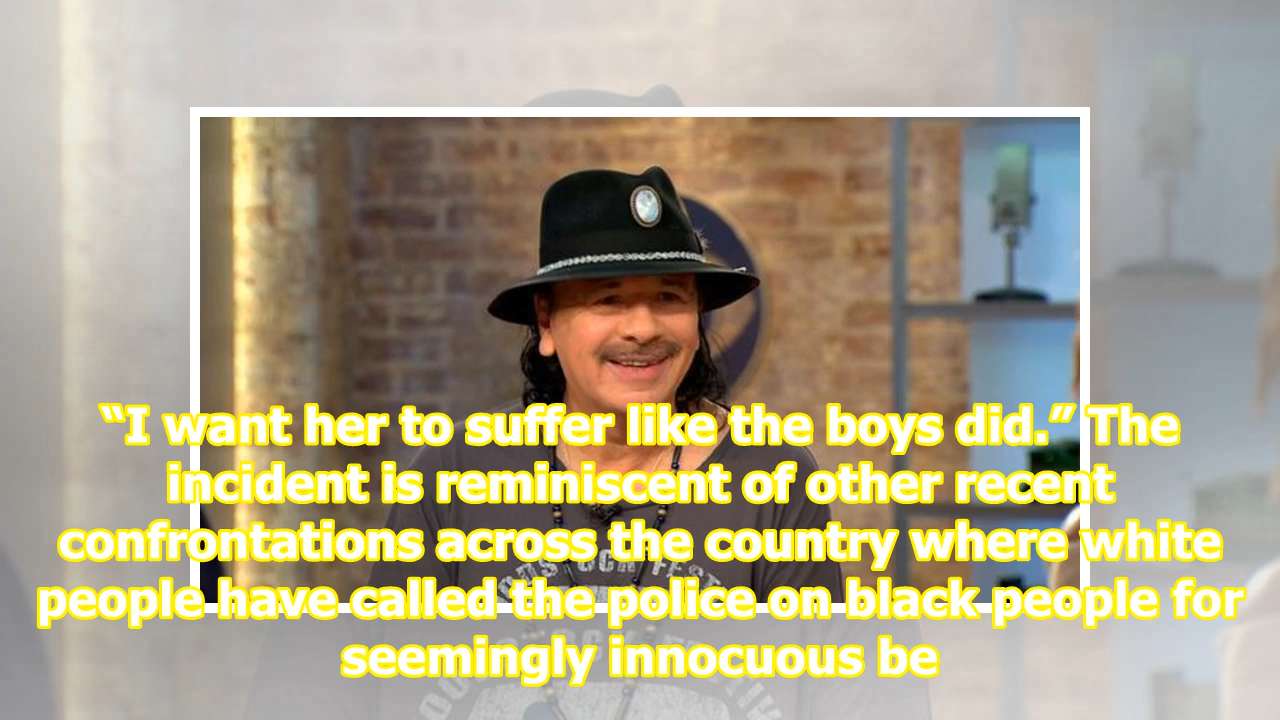 “I want her to suffer like the boys did.” The
incident is reminiscent of other recent
confrontations across the country where white
people have called the police on black people for
seemingly innocuous be